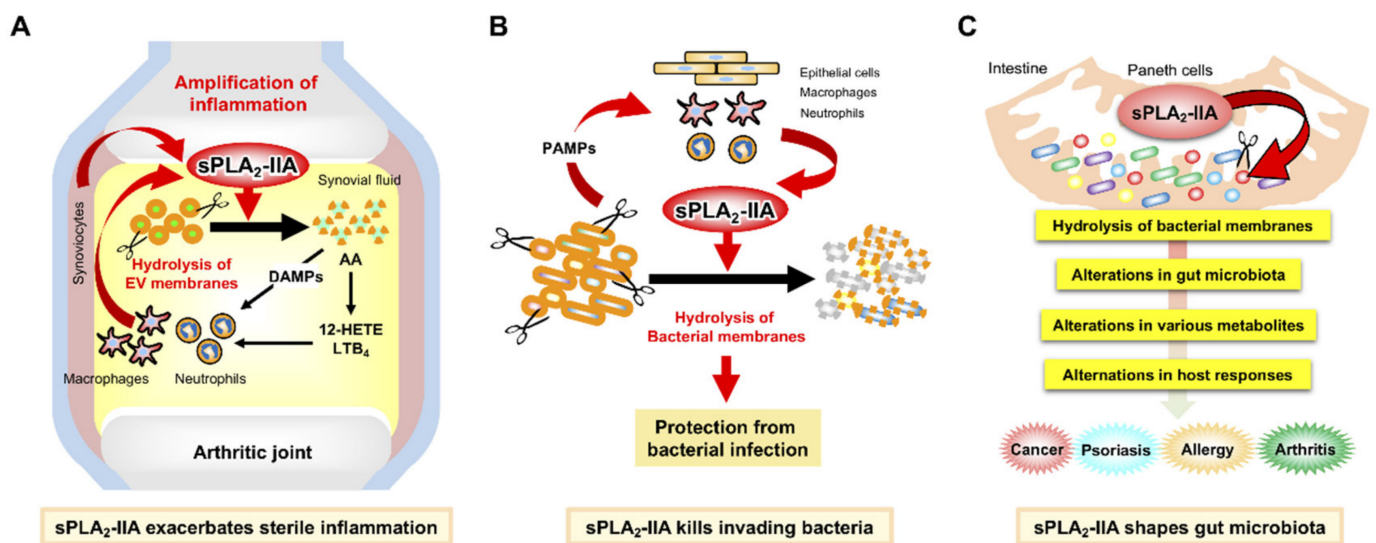 A
Amplification of
inflammation
sPLA₂-IIA
Synovial fluid
Synoviocytes
Hydrolysis of
EV membranes
AA
DAMPs
12-HETE
LTB₄
Macrophages
Neutrophils
Arthritic joint
sPLA₂-IIA exacerbates sterile inflammation
B
Epithelial cells
Macrophages
Neutrophils
PAMPs
sPLA₂-IIA
Hydrolysis of
Bacterial membranes
Protection from
bacterial infection
sPLA₂-IIA kills invading bacteria
C
Intestine
Paneth cells
sPLA₂-IIA
Hydrolysis of bacterial membranes
Alterations in gut microbiota
Alterations in various metabolites
Alternations in host responses
Cancer
Psoriasis
Allergy
Arthritis
sPLA₂-IIA shapes gut microbiota